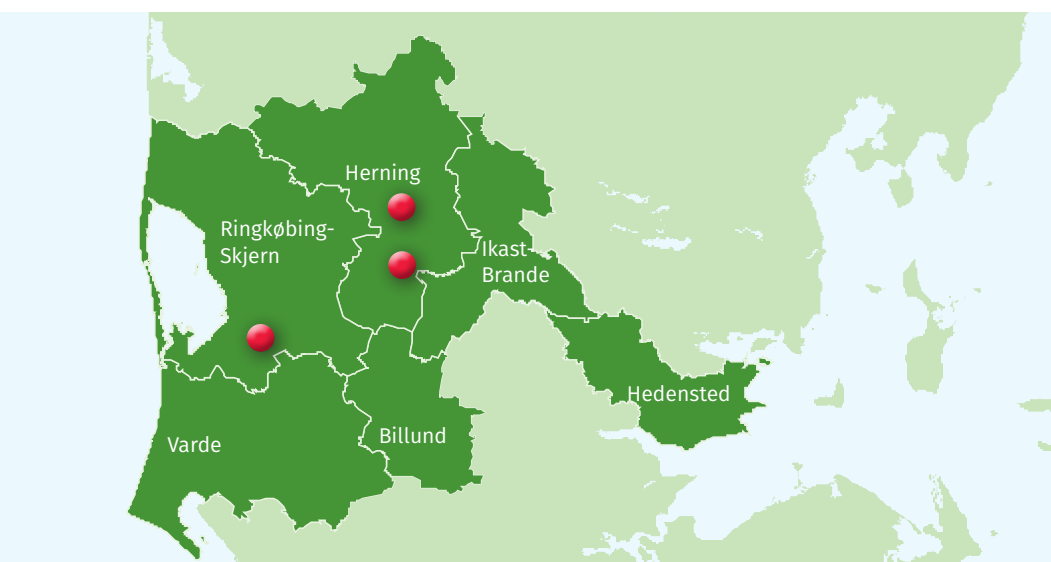 Herning
Ringkøbing-
Skjern
Ikast-
Brande
Hedensted
Varde
Billund